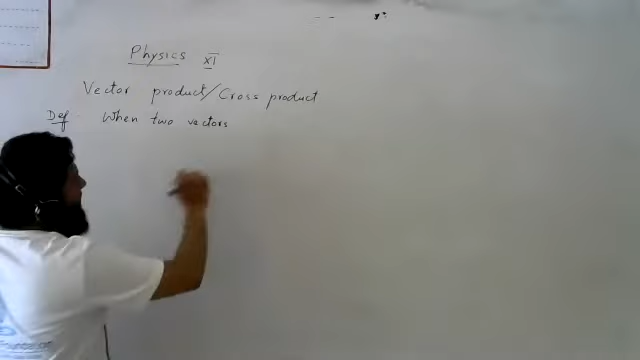 Physics XI
Vector product/Cross product
Def: When two vectors